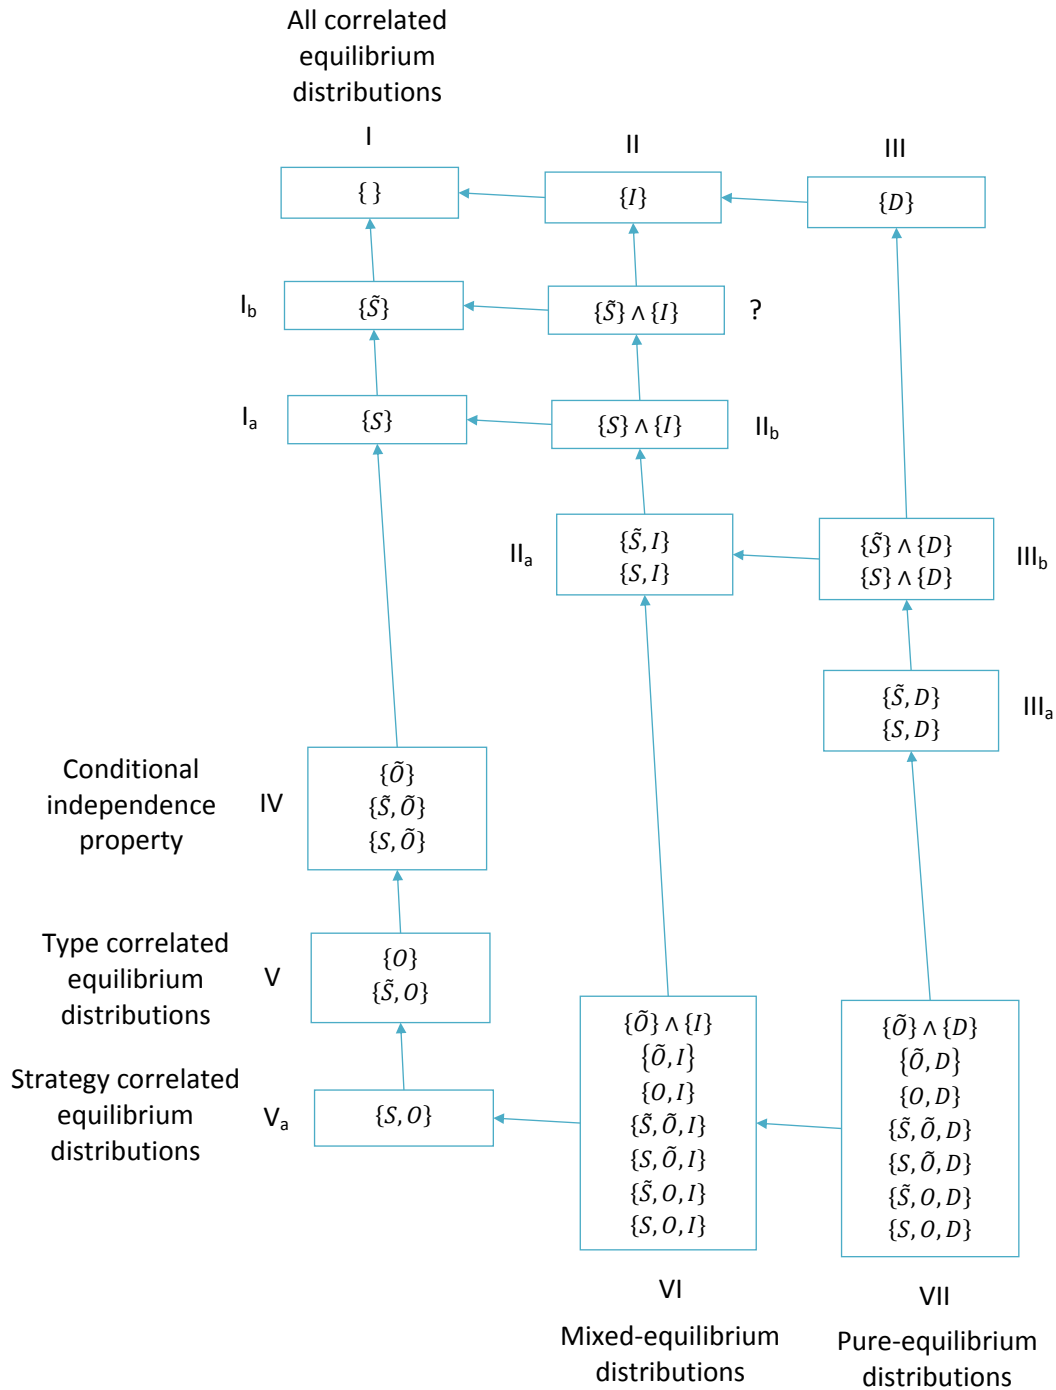 All correlated
equilibrium
distributions
I
II
III
{ }
{I}
{D}
I_b
{S̃}
{S̃} ∧ {I}
?
I_a
{S}
{S} ∧ {I}
II_b
II_a
{S̃, I}
{S, I}
{S̃} ∧ {D}
{S} ∧ {D}
III_b
{S̃, D}
{S, D}
III_a
Conditional
independence
property
IV
{Õ}
{S̃, Õ}
{S, Õ}
Type correlated
equilibrium
distributions
V
{O}
{S̃, O}
Strategy correlated
equilibrium
distributions
V_a
{S, O}
{Õ} ∧ {I}
{Õ, I}
{O, I}
{S̃, Õ, I}
{S, Õ, I}
{S̃, O, I}
{S, O, I}
VI
Mixed-equilibrium
distributions
{Õ} ∧ {D}
{Õ, D}
{O, D}
{S̃, Õ, D}
{S, Õ, D}
{S̃, O, D}
{S, O, D}
VII
Pure-equilibrium
distributions